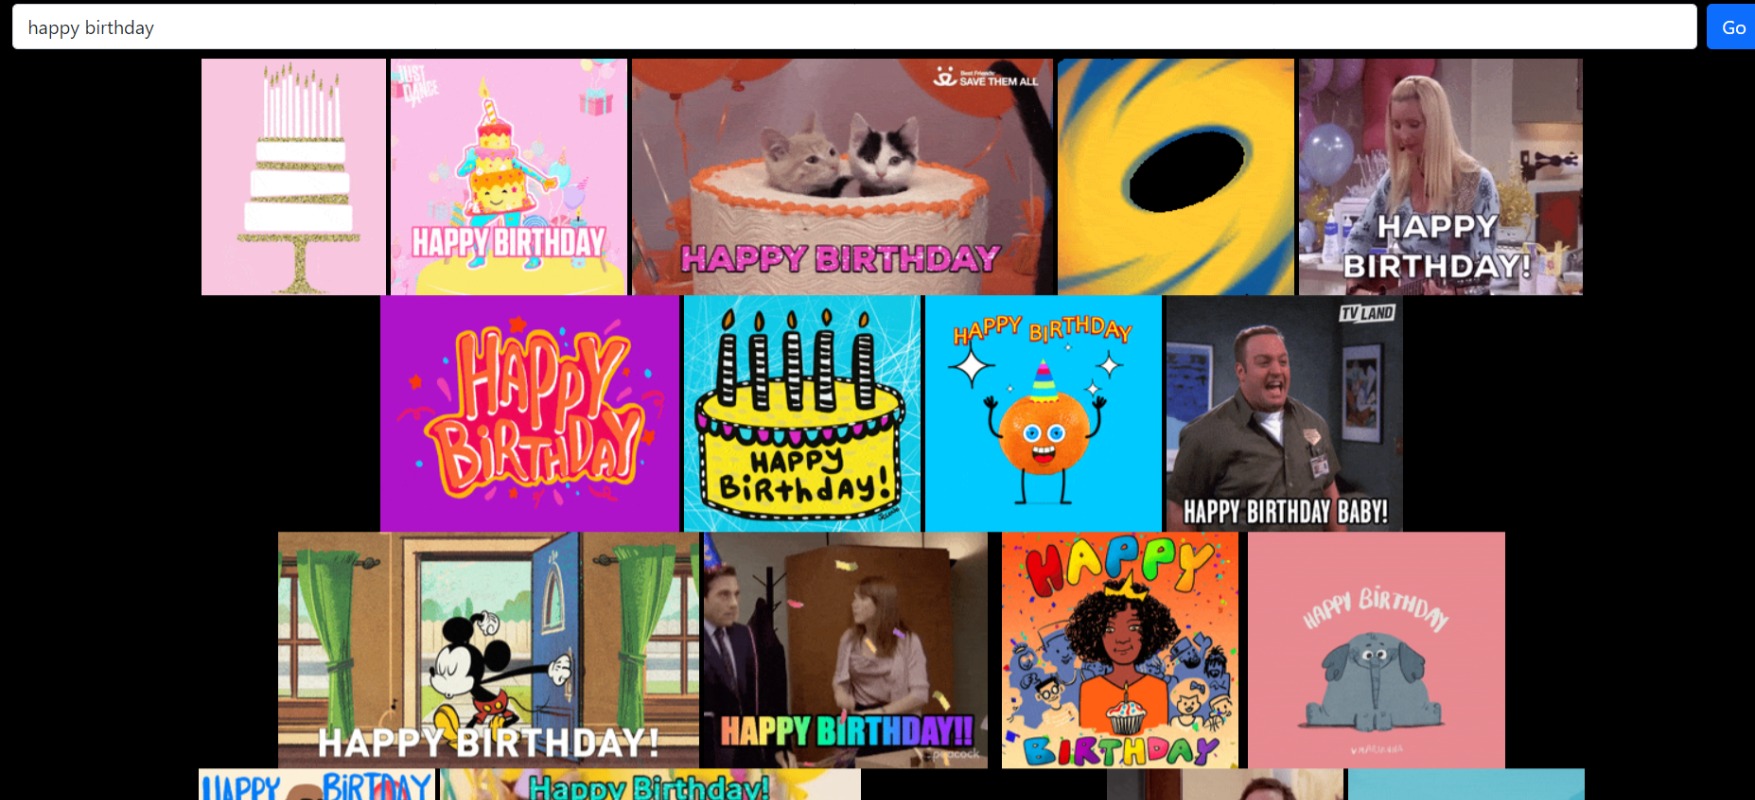 happy birthday
Go
JUST
DANCE
HAPPY BIRTHDAY
Best Friends
SAVE THEM ALL
HAPPY BIRTHDAY
HAPPY
BIRTHDAY!
HAPPY
BIRTHDAY
HAPPY
BiRthdAY!
HAPPY BIRTHDAY
TV LAND
HAPPY BIRTHDAY BABY!
HAPPY BIRTHDAY!
HAPPY BIRTHDAY!!
peacock
HAPPY
BIRTHDAY
HAPPY BiRTHDAY
HAPPY BiRTDAY
Happy Birthday!